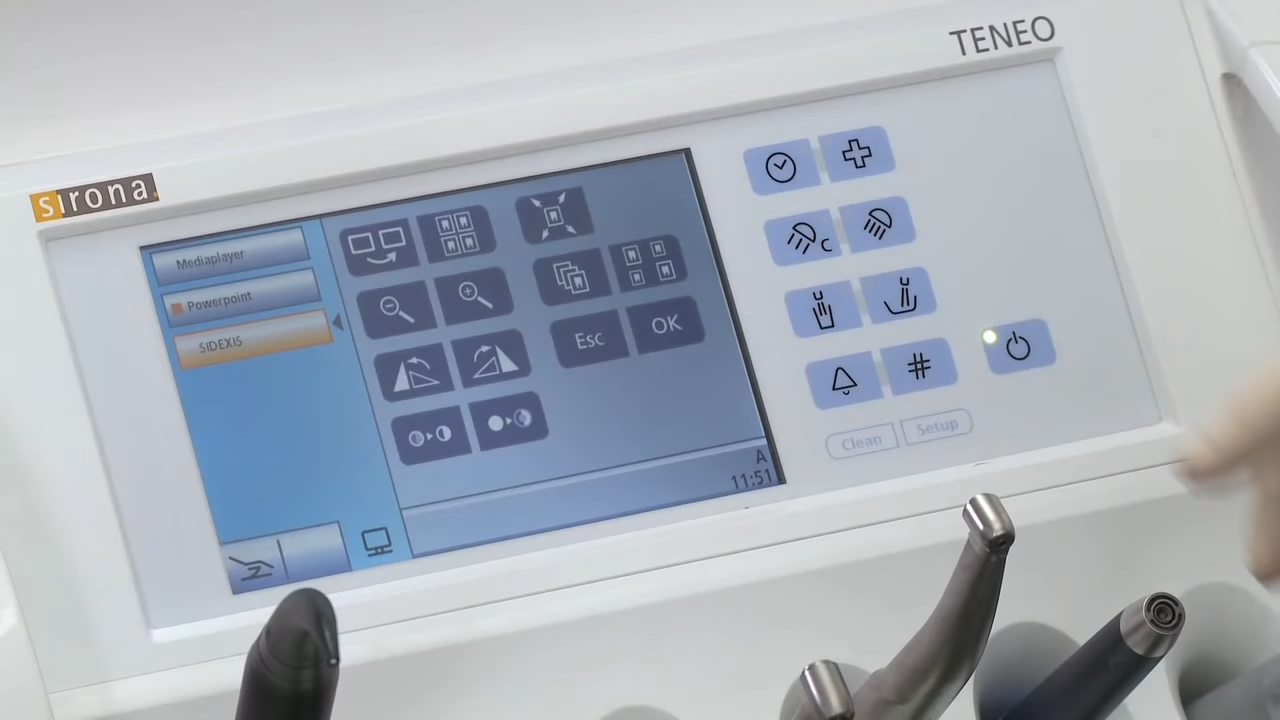 TENEO
sirona.
Mediaplayer
Powerpoint
SIDEXIS
Esc
OK
A
11:51
C
Clean
Setup